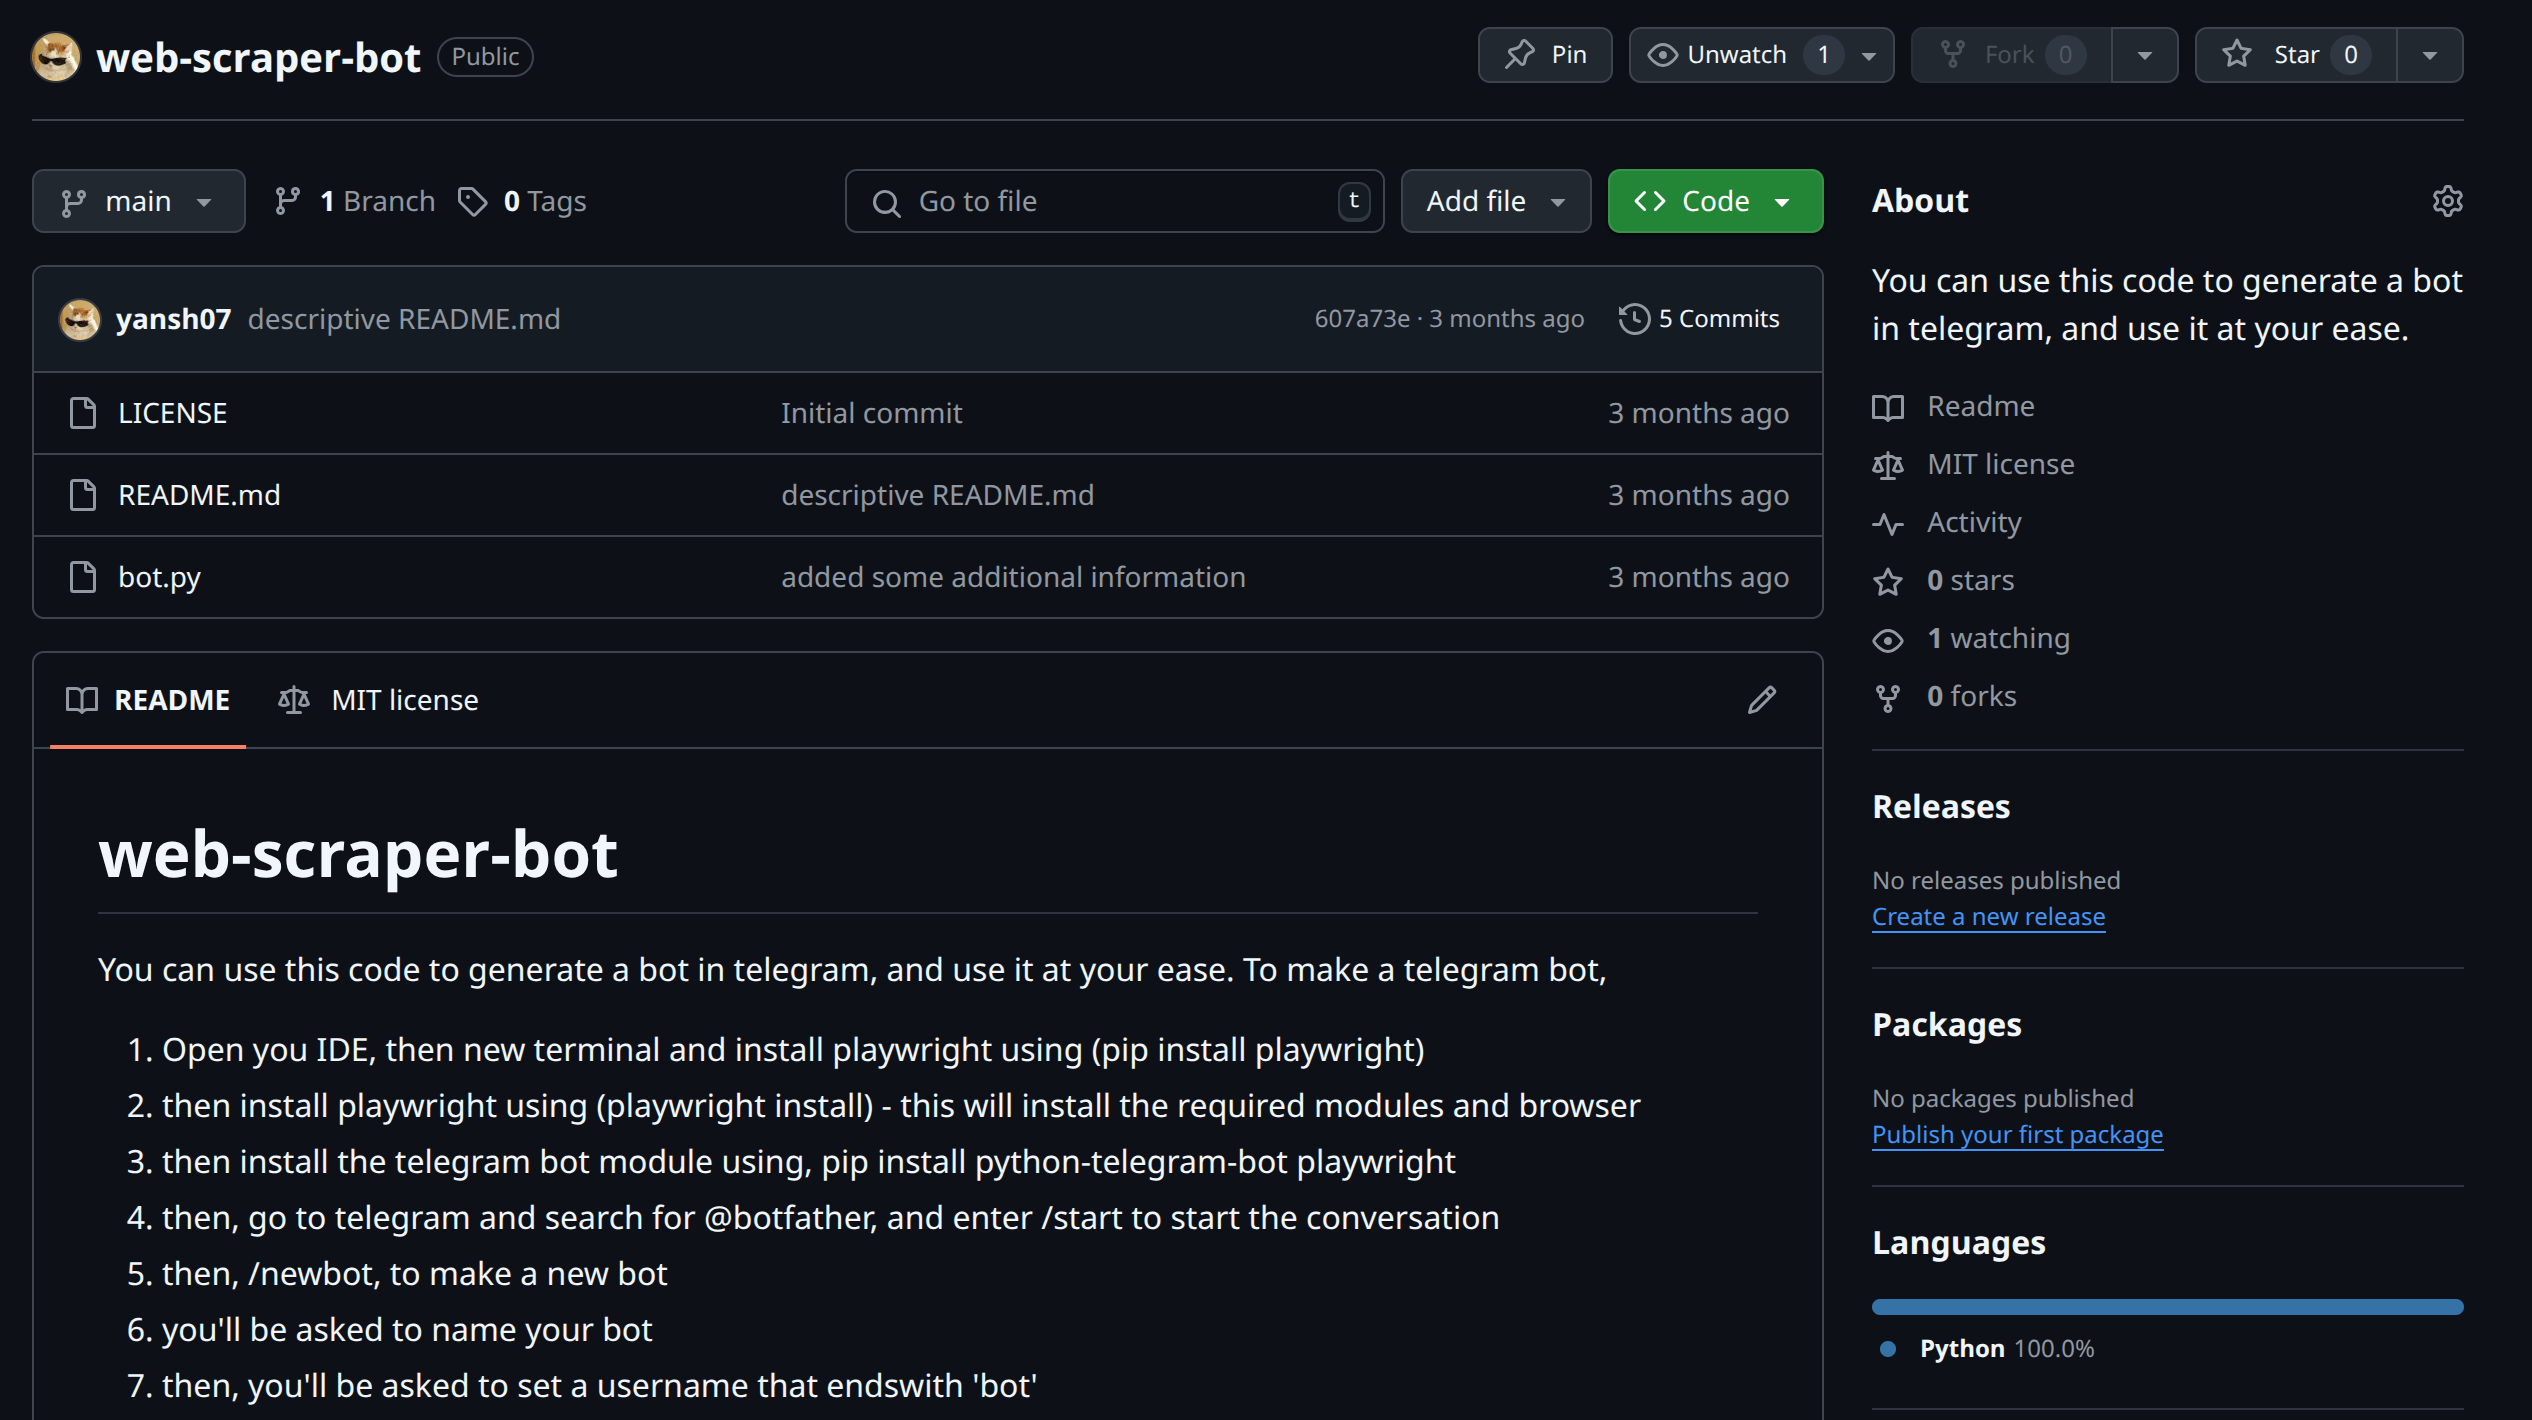 web-scraper-bot Public Pin Unwatch 1 Fork 0 Star 0
main 1 Branch 0 Tags Go to file t Add file Code
yansh07 descriptive README.md 607a73e · 3 months ago 5 Commits
LICENSE Initial commit 3 months ago
README.md descriptive README.md 3 months ago
bot.py added some additional information 3 months ago
README MIT license
web-scraper-bot
You can use this code to generate a bot in telegram, and use it at your ease. To make a telegram bot,
1. Open you IDE, then new terminal and install playwright using (pip install playwright)
2. then install playwright using (playwright install) - this will install the required modules and browser
3. then install the telegram bot module using, pip install python-telegram-bot playwright
4. then, go to telegram and search for @botfather, and enter /start to start the conversation
5. then, /newbot, to make a new bot
6. you'll be asked to name your bot
7. then, you'll be asked to set a username that endswith 'bot'
About
You can use this code to generate a bot
in telegram, and use it at your ease.
Readme
MIT license
Activity
0 stars
1 watching
0 forks
Releases
No releases published
Create a new release
Packages
No packages published
Publish your first package
Languages
Python 100.0%